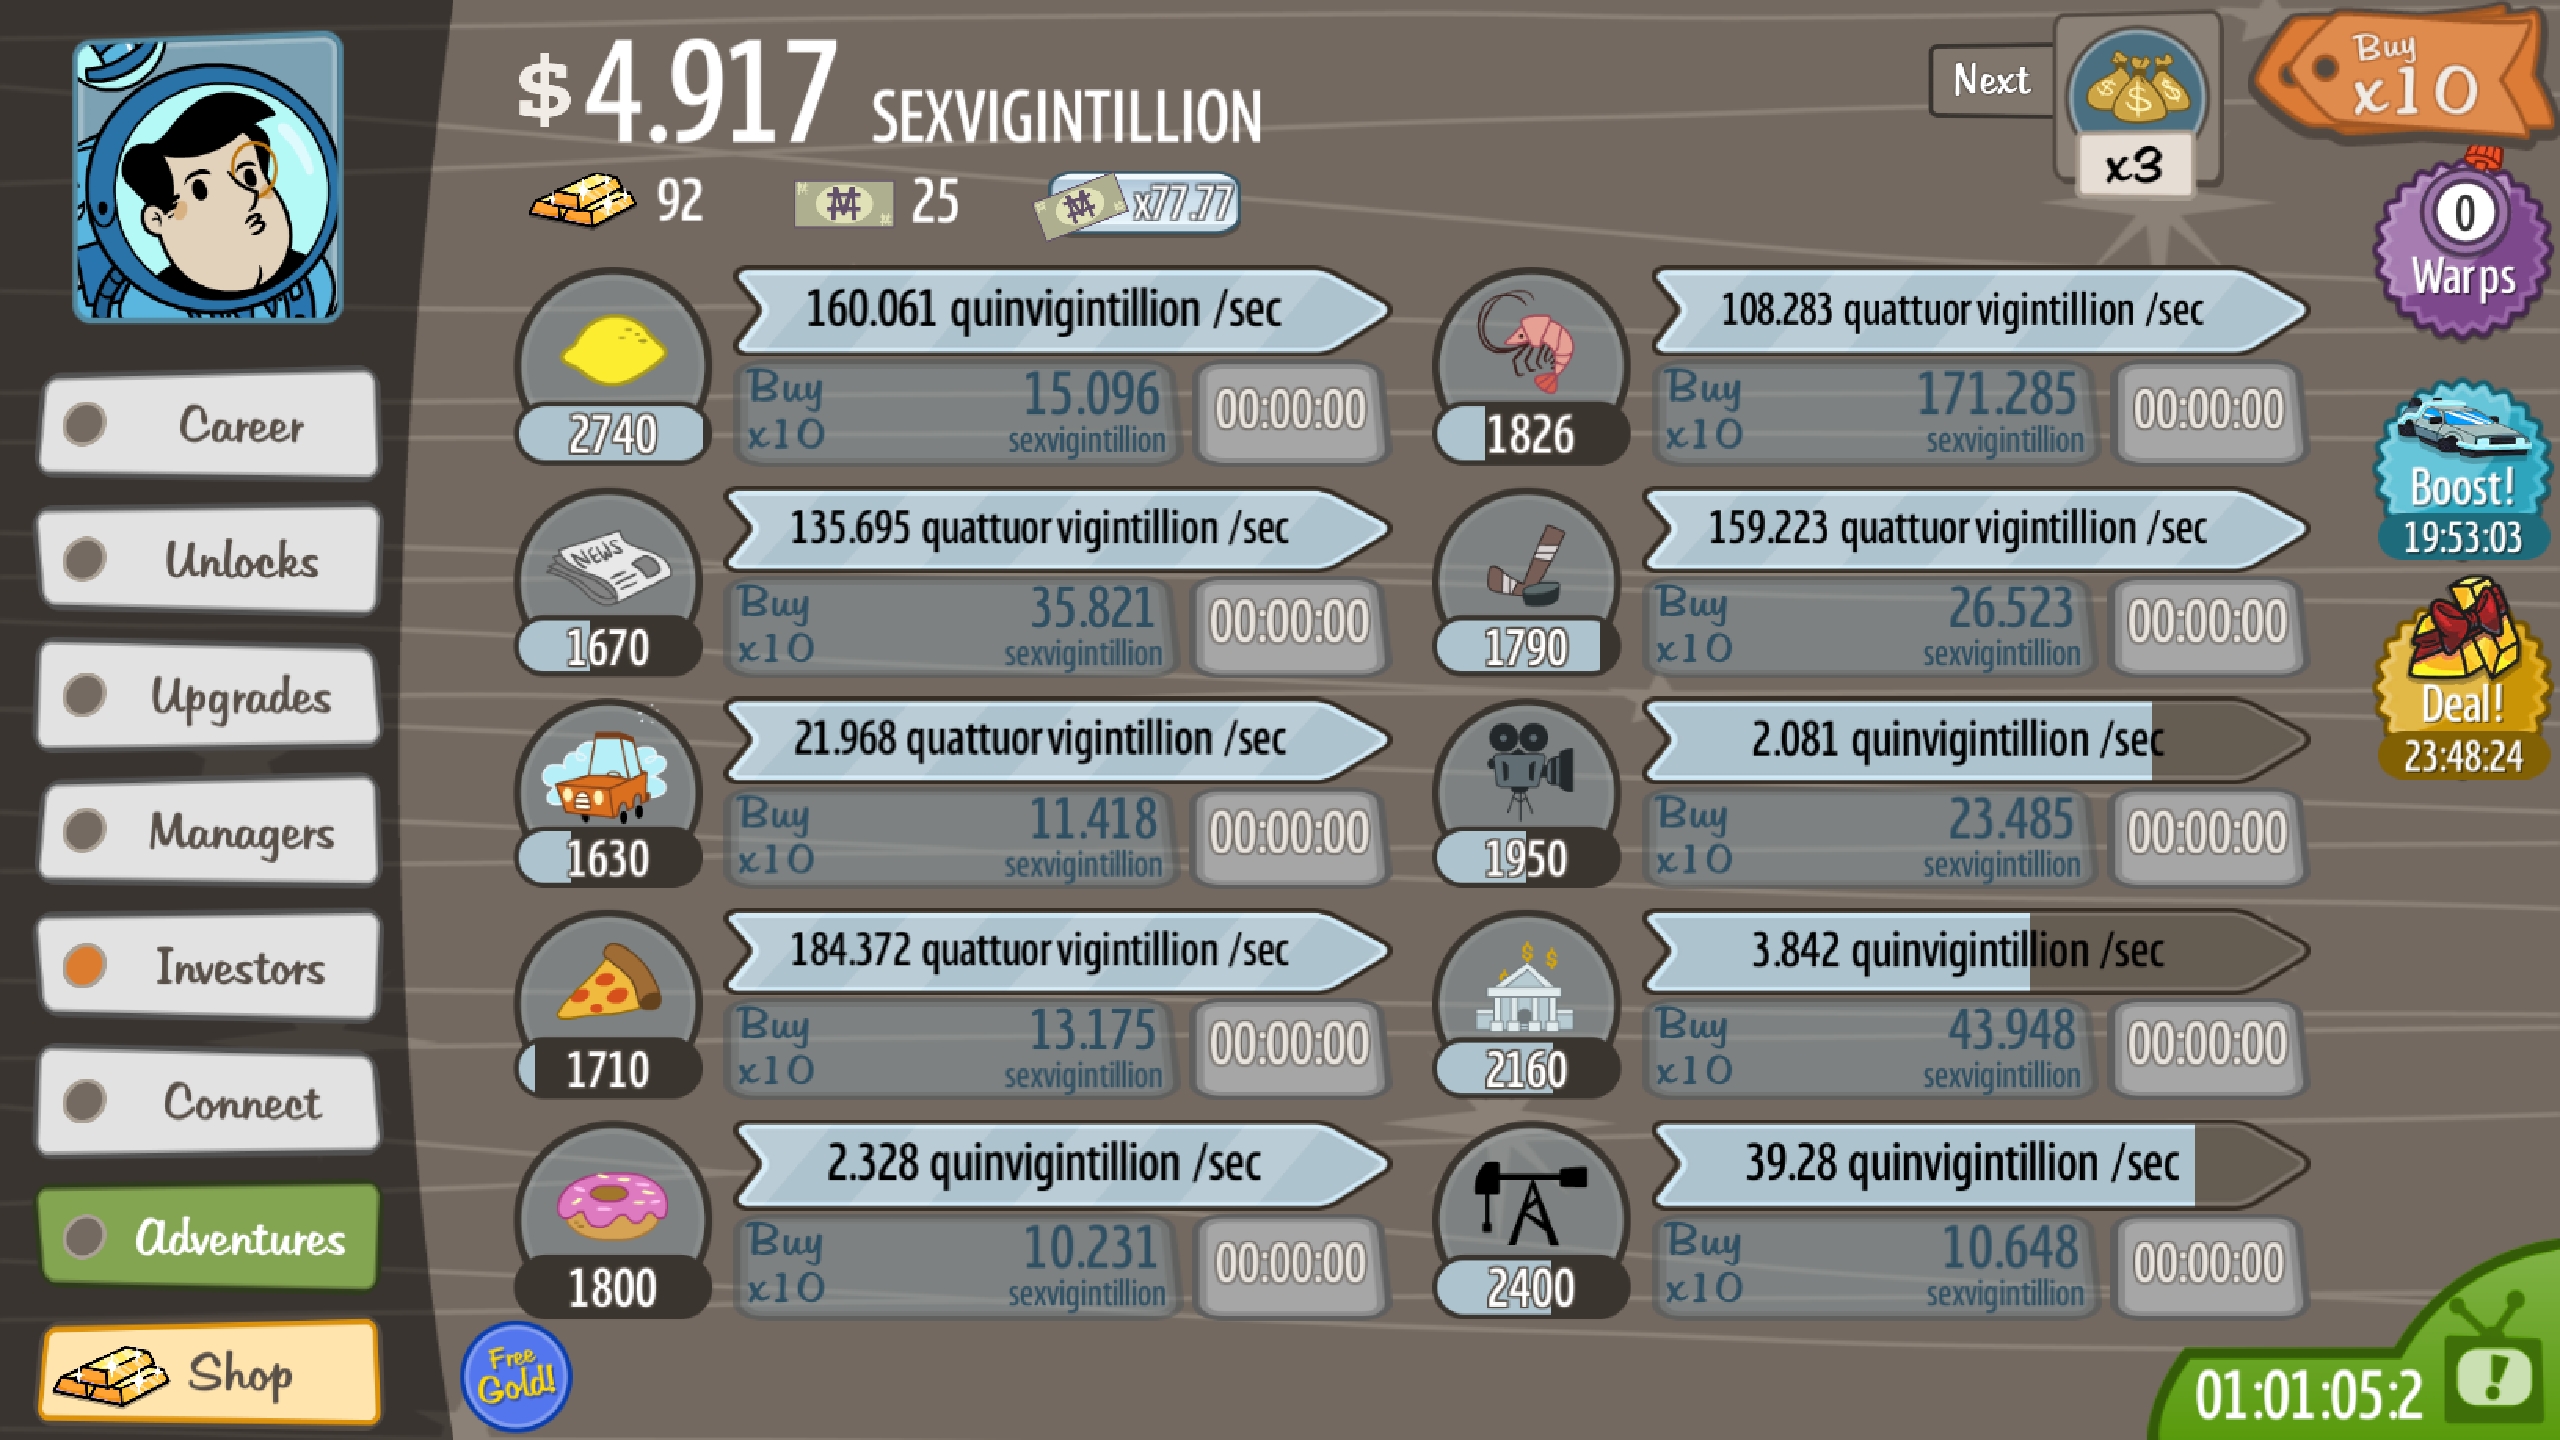 $4.917 SEXVIGINTILLION
92
25
x77.77
Next
x3
Buy
x10
0
Warps
Boost!
19:53:03
Deal!
23:48:24
Career
Unlocks
Upgrades
Managers
Investors
Connect
Adventures
Shop
160.061 quinvigintillion /sec
2740
Buy
x10
15.096
sexvigintillion
00:00:00
NEWS
135.695 quattuorvigintillion /sec
1670
Buy
x10
35.821
sexvigintillion
00:00:00
21.968 quattuorvigintillion /sec
1630
Buy
x10
11.418
sexvigintillion
00:00:00
184.372 quattuorvigintillion /sec
1710
Buy
x10
13.175
sexvigintillion
00:00:00
2.328 quinvigintillion /sec
1800
Buy
x10
10.231
sexvigintillion
00:00:00
108.283 quattuorvigintillion /sec
1826
Buy
x10
171.285
sexvigintillion
00:00:00
159.223 quattuorvigintillion /sec
1790
Buy
x10
26.523
sexvigintillion
00:00:00
2.081 quinvigintillion /sec
1950
Buy
x10
23.485
sexvigintillion
00:00:00
3.842 quinvigintillion /sec
2160
Buy
x10
43.948
sexvigintillion
00:00:00
39.28 quinvigintillion /sec
2400
Buy
x10
10.648
sexvigintillion
00:00:00
Free
Gold!
01:01:05:2
!